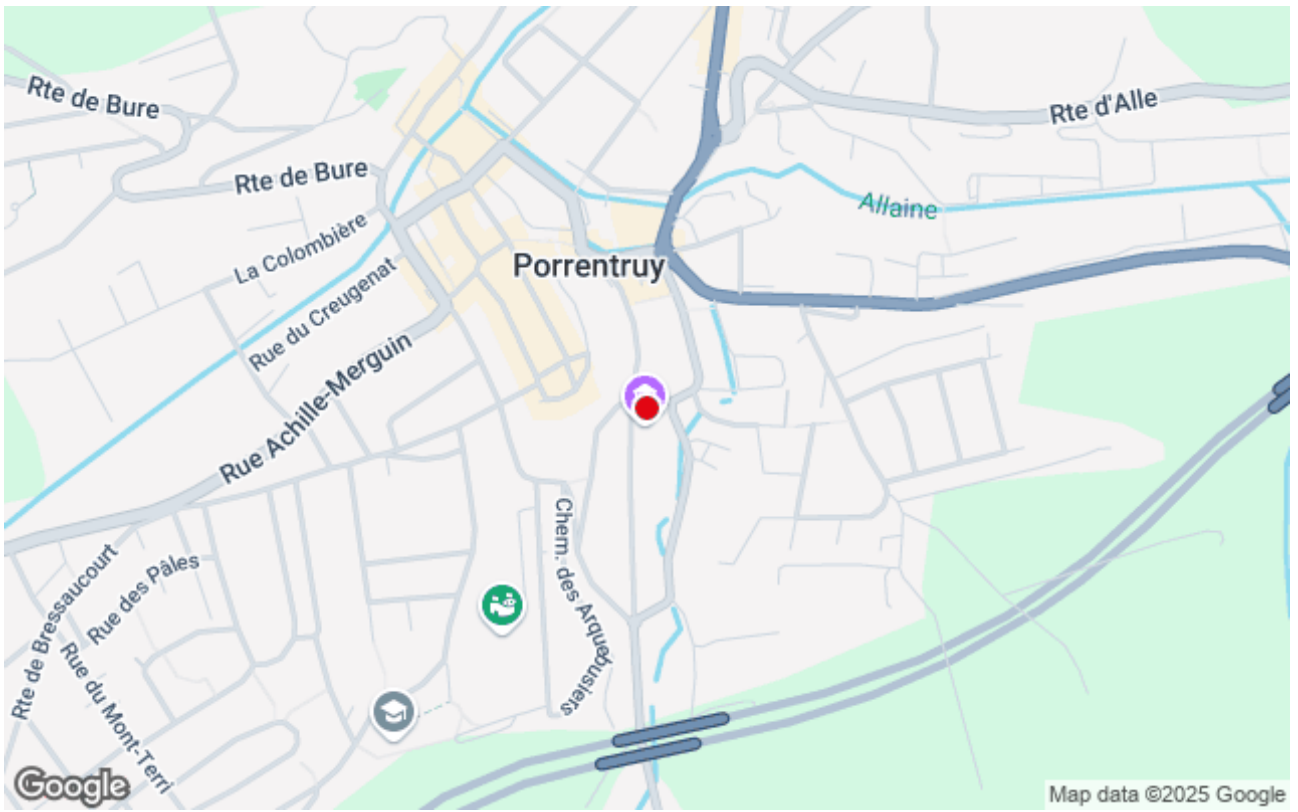 Rte de Bure
Rte d'Alle
Rte de Bure
Allaine
La Colombière
Porrentruy
Rue du Creugenat
Rue Achille-Merguin
Chem. des Arquebusiers
Rue des Pâles
Rte de Bressaucourt
Rue du Mont-Terri
Google
Map data ©2025 Google